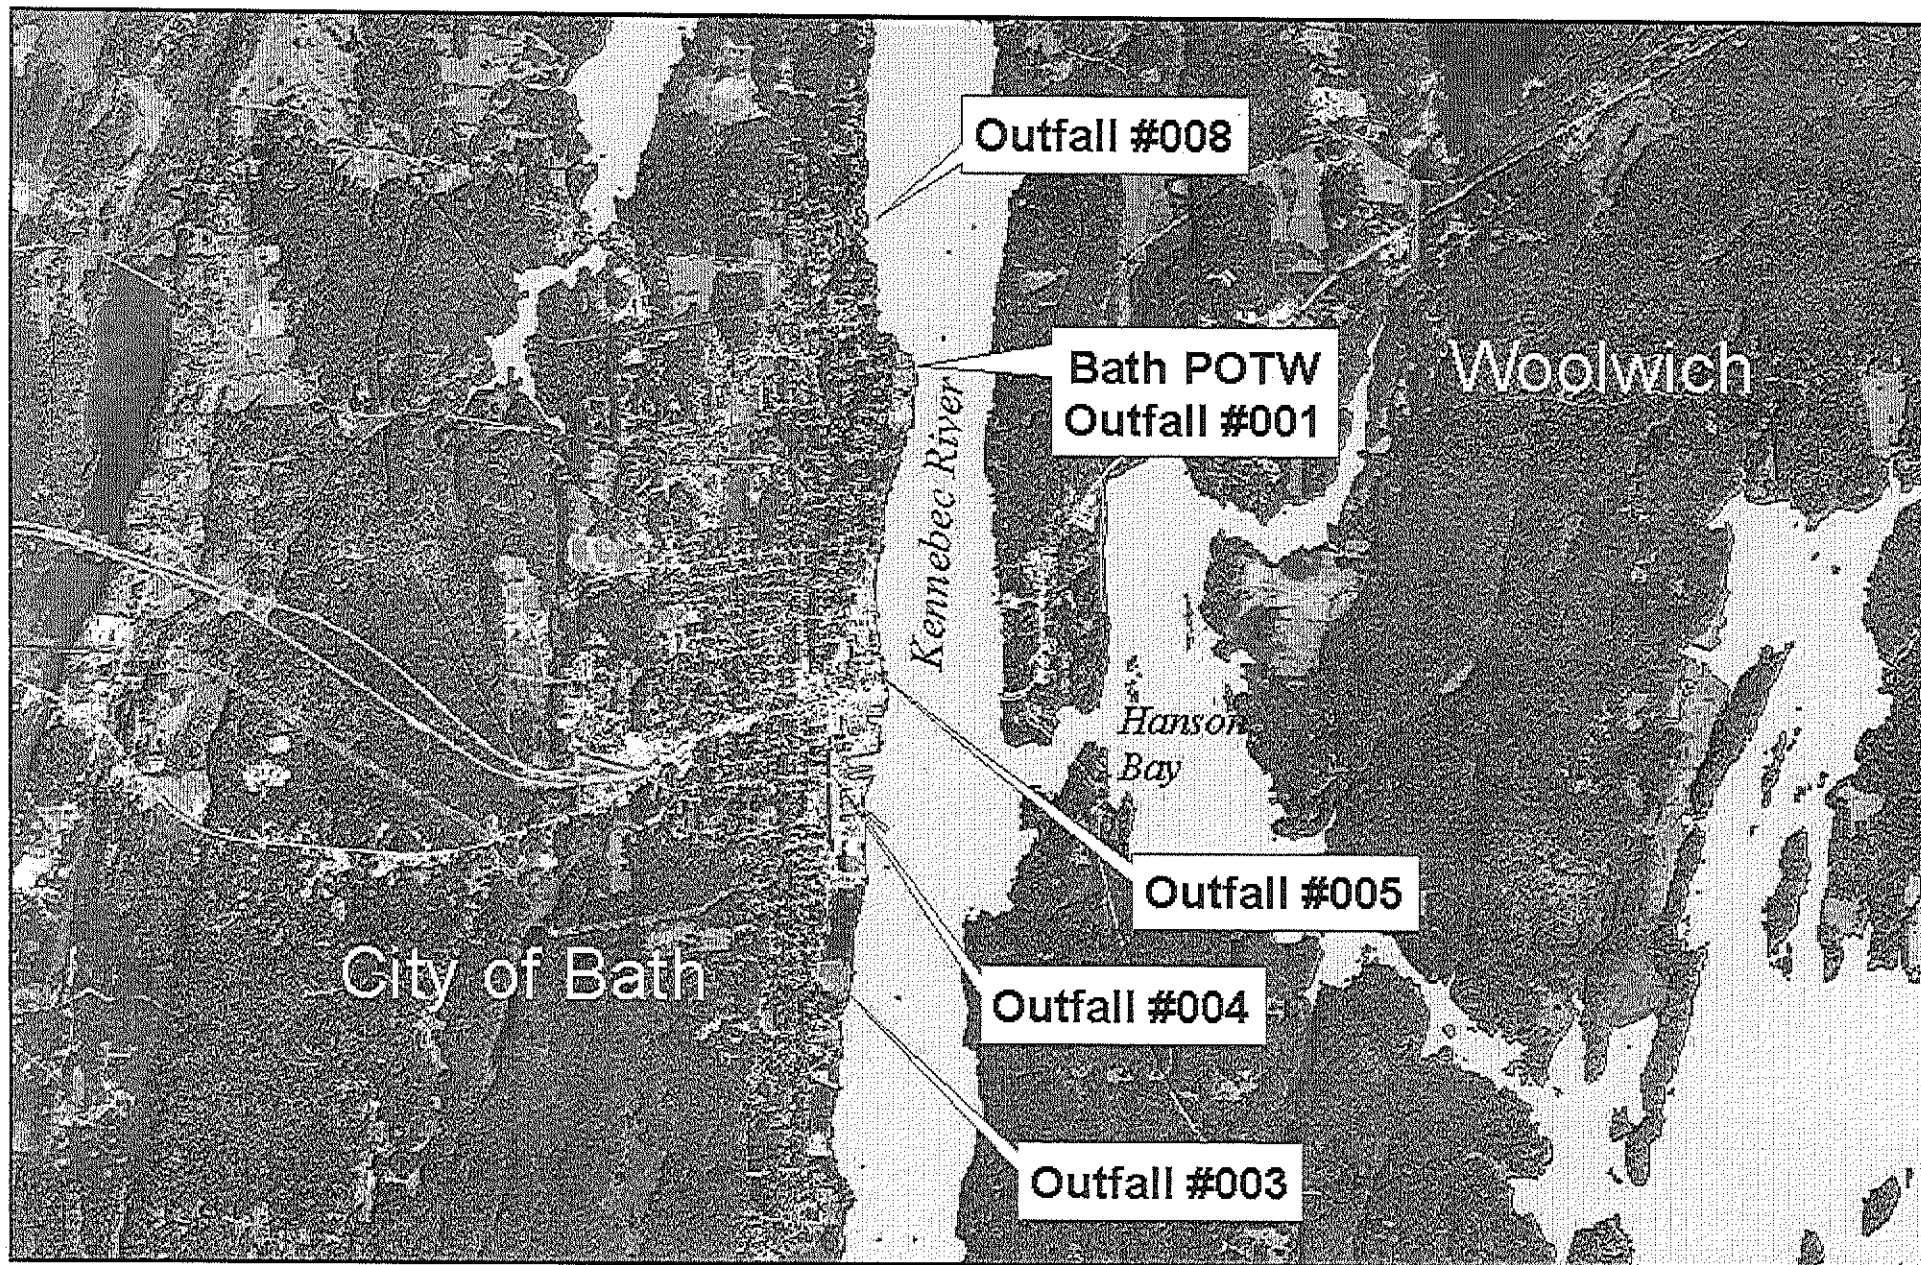 Outfall #008
Bath POTW
Outfall #001
Woolwich
Kennebec River
Hanson
Bay
Outfall #005
City of Bath
Outfall #004
Outfall #003